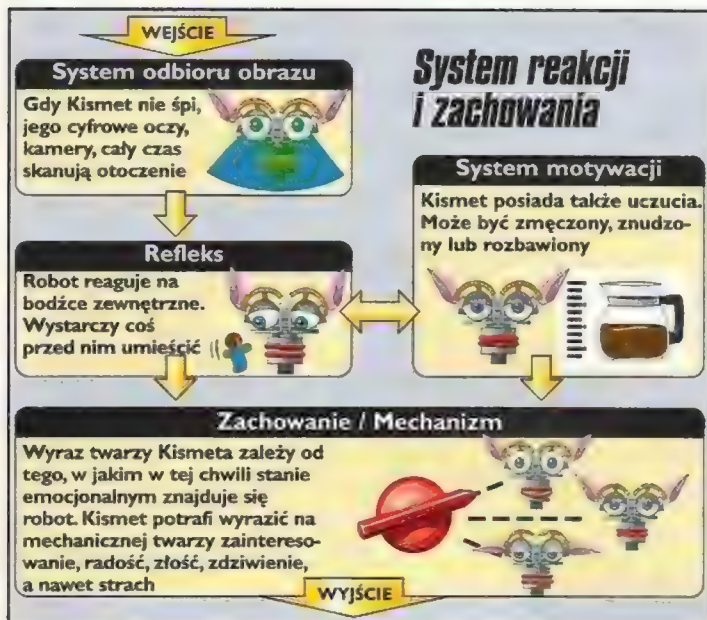 WEJŚCIE
System odbioru obrazu
Gdy Kismet nie śpi,
jego cyfrowe oczy,
kamery, cały czas
skanują otoczenie
System reakcji
i zachowania
System motywacji
Kismet posiada także uczucia.
Może być zmęczony, znudzo-
ny lub rozbawiony
Refleks
Robot reaguje na
bodźce zewnętrzne.
Wystarczy coś
przed nim umieścić
Zachowanie / Mechanizm
Wyraz twarzy Kismeta zależy od
tego, w jakim w tej chwili stanie
emocjonalnym znajduje się
robot. Kismet potrafi wyrazić na
mechanicznej twarzy zaintereso-
wanie, radość, złość, zdziwienie,
a nawet strach
WYJŚCIE